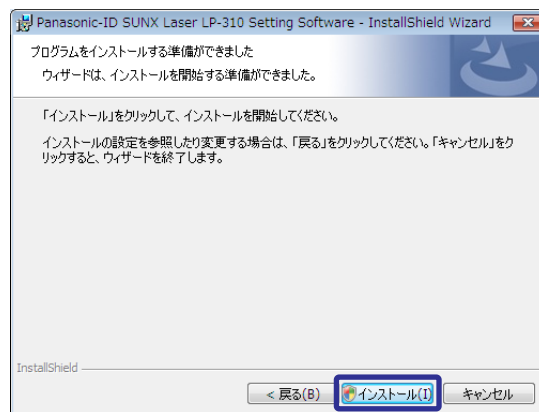 Panasonic-ID SUNX Laser LP-310 Setting Software - InstallShield Wizard
プログラムをインストールする準備ができました
ウィザードは、インストールを開始する準備ができました。
「インストール」をクリックして、インストールを開始してください。
インストールの設定を参照したり変更する場合は、「戻る」をクリックしてください。「キャンセル」をク
リックすると、ウィザードを終了します。
InstallShield
< 戻る(B)
インストール(I)
キャンセル